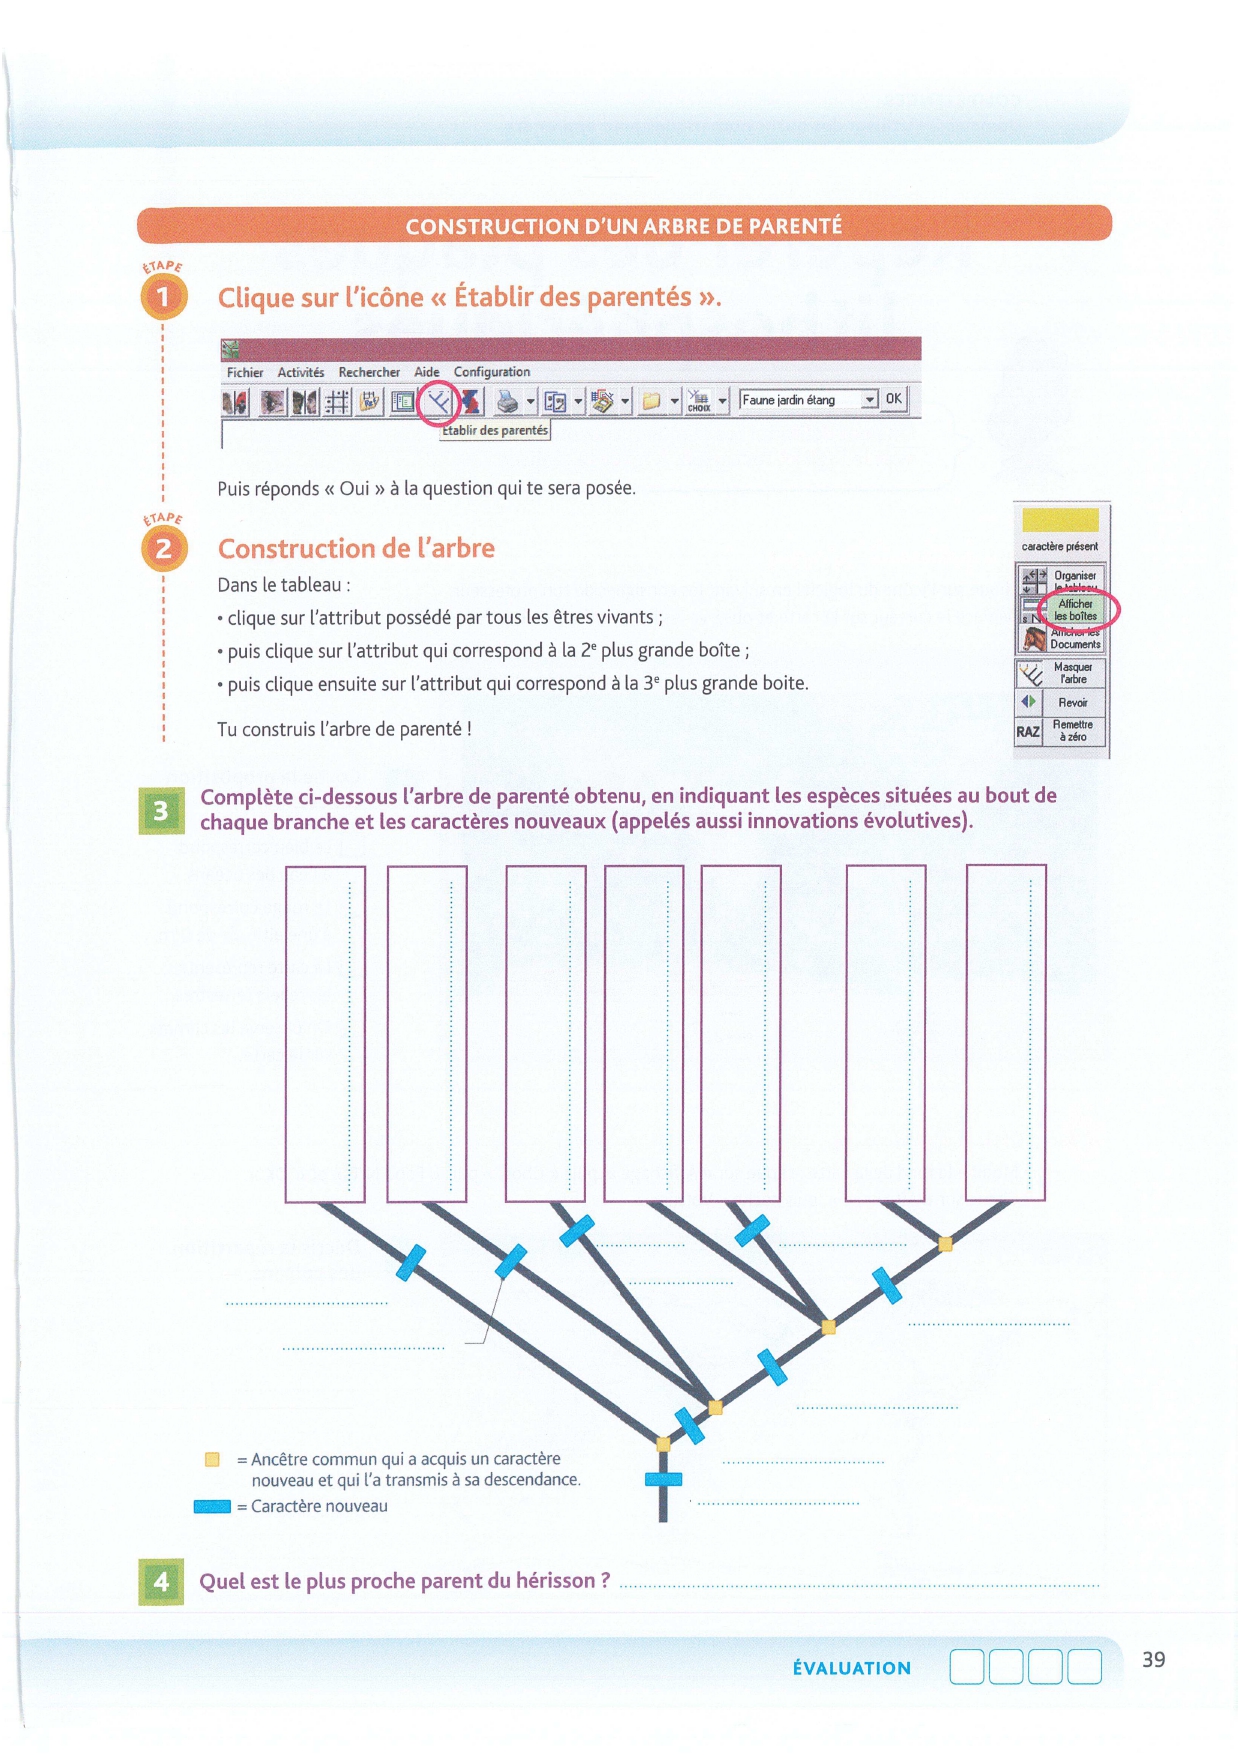 CONSTRUCTION D'UN ARBRE DE PARENTÉ
ÉTAPE
1
Clique sur l'icône « Établir des parentés ».
Fichier Activités Rechercher Aide Configuration
CHOIX
Faune jardin étang
OK
Etablir des parentés
Puis réponds « Oui » à la question qui te sera posée.
ÉTAPE
2
Construction de l'arbre
Dans le tableau :
• clique sur l'attribut possédé par tous les êtres vivants ;
• puis clique sur l'attribut qui correspond à la 2e plus grande boîte ;
• puis clique ensuite sur l'attribut qui correspond à la 3e plus grande boite.
Tu construis l'arbre de parenté !
caractère présent
Organiser
le tableau
Afficher
les boîtes
Afficher les
Documents
Masquer
l'arbre
Revoir
RAZ
Remettre
à zéro
3
Complète ci-dessous l'arbre de parenté obtenu, en indiquant les espèces situées au bout de
chaque branche et les caractères nouveaux (appelés aussi innovations évolutives).
= Ancêtre commun qui a acquis un caractère
nouveau et qui l'a transmis à sa descendance.
= Caractère nouveau
4
Quel est le plus proche parent du hérisson ?
ÉVALUATION
39